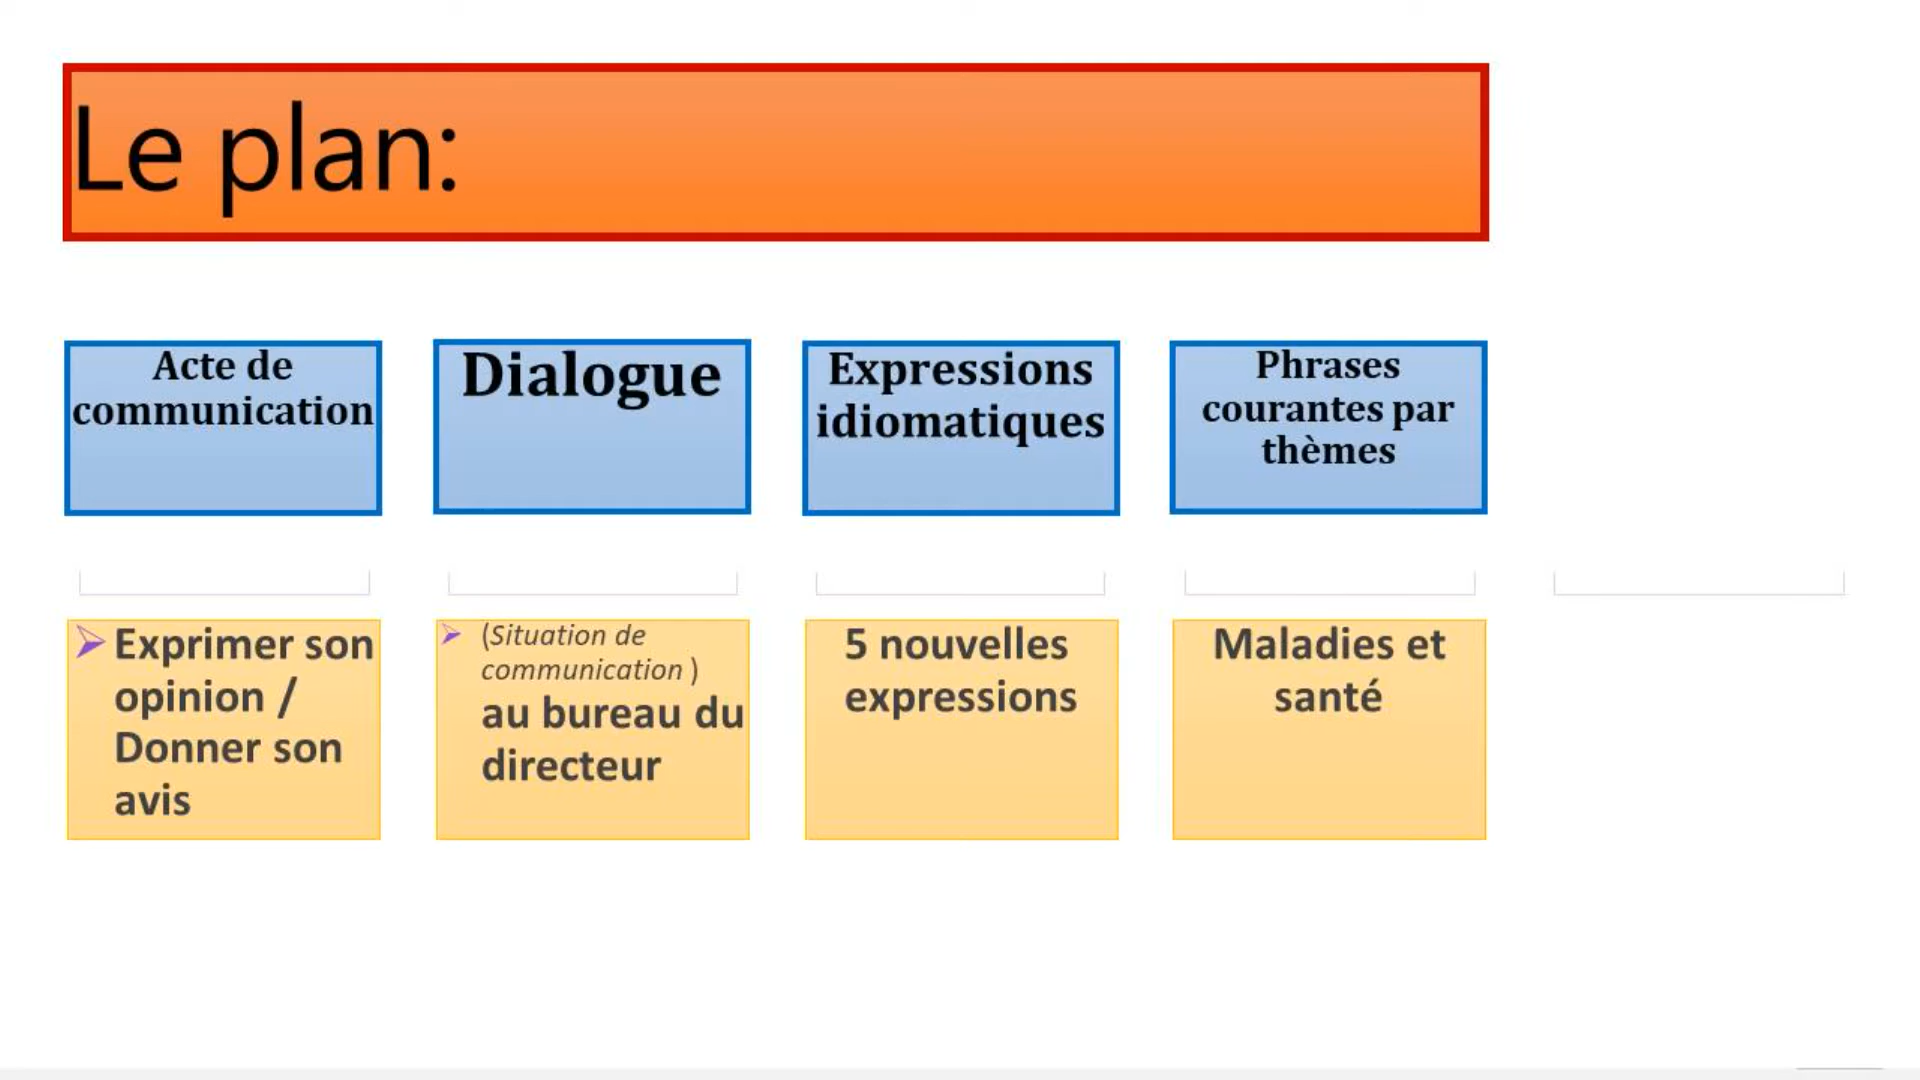 Le plan:
Acte de
communication
Dialogue
Expressions
idiomatiques
Phrases
courantes par
thèmes
Exprimer son
opinion /
Donner son
avis
(Situation de
communication )
au bureau du
directeur
5 nouvelles
expressions
Maladies et
santé